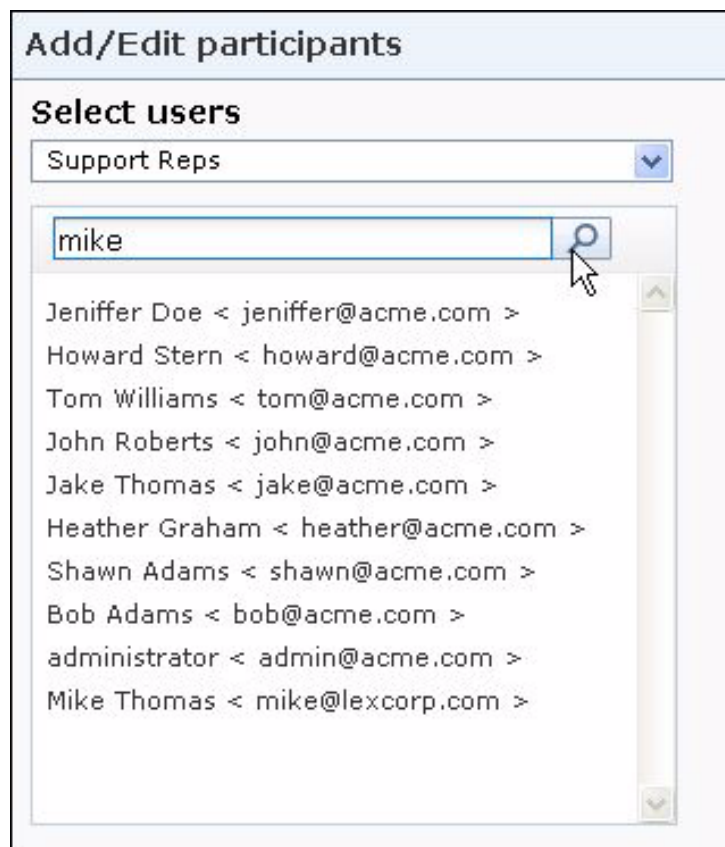 Add/Edit participants
Select users
Support Reps
mike
Jeniffer Doe < jeniffer@acme.com >
Howard Stern < howard@acme.com >
Tom Williams < tom@acme.com >
John Roberts < john@acme.com >
Jake Thomas < jake@acme.com >
Heather Graham < heather@acme.com >
Shawn Adams < shawn@acme.com >
Bob Adams < bob@acme.com >
administrator < admin@acme.com >
Mike Thomas < mike@lexcorp.com >